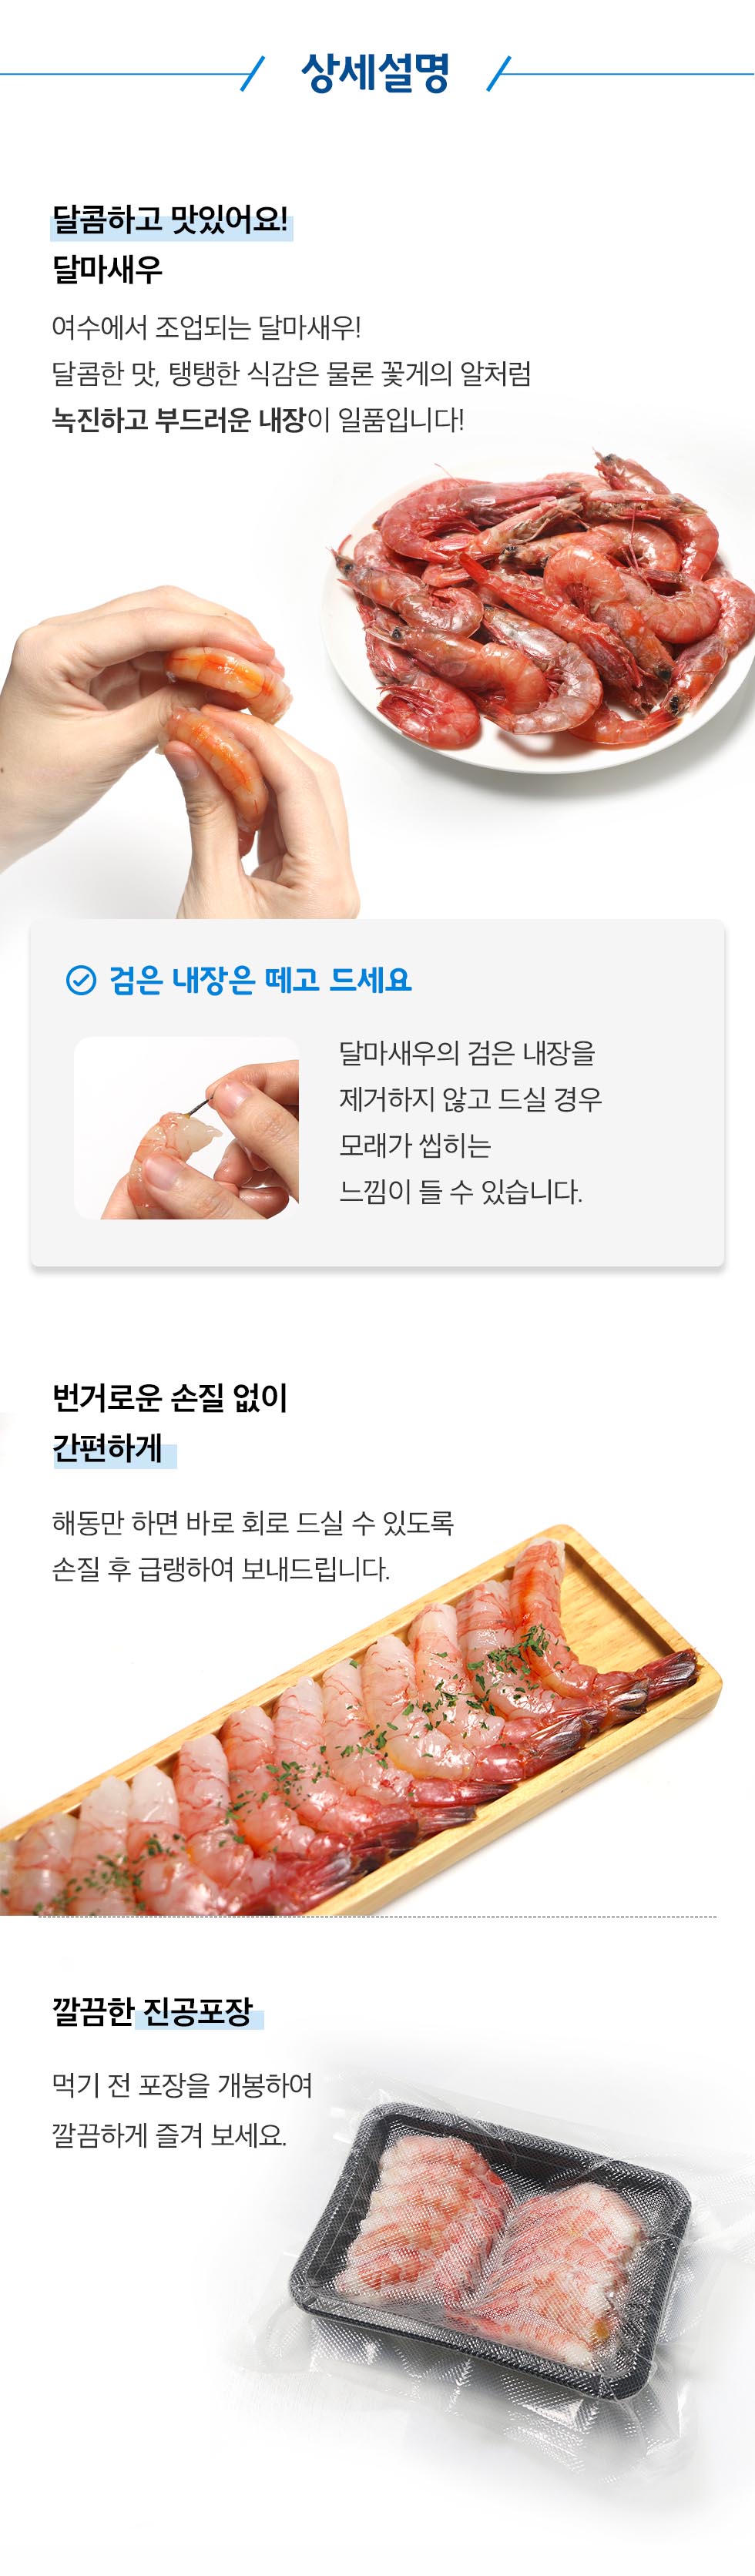 상세설명
달콤하고 맛있어요!
달마새우
여수에서 조업되는 달마새우!
달콤한 맛, 탱탱한 식감은 물론 꽃게의 알처럼
녹진하고 부드러운 내장이 일품입니다!
검은 내장은 떼고 드세요
달마새우의 검은 내장을
제거하지 않고 드실 경우
모래가 씹히는
느낌이 들 수 있습니다.
번거로운 손질 없이
간편하게
해동만 하면 바로 회로 드실 수 있도록
손질 후 급랭하여 보내드립니다.
깔끔한 진공포장
먹기 전 포장을 개봉하여
깔끔하게 즐겨 보세요.